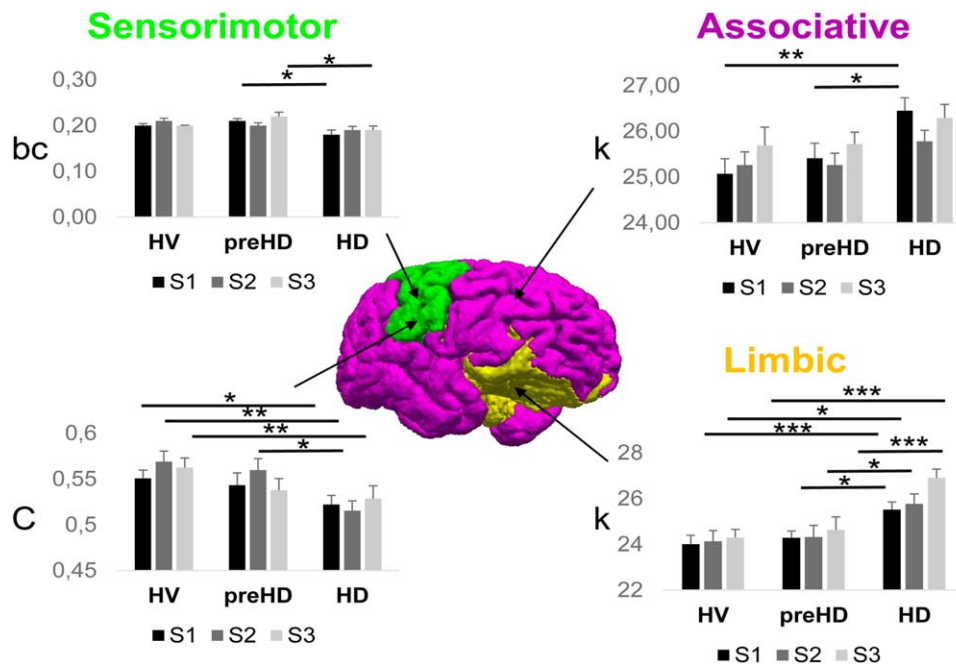 Sensorimotor
*
*
0,30
0,20
bc
0,10
0,00
HV preHD HD
S1 S2 S3
Associative
**
*
27,00
26,00
k
25,00
24,00
HV preHD HD
S1 S2 S3
*
**
**
*
0,6
0,55
C
0,5
0,45
HV preHD HD
S1 S2 S3
Limbic
***
*
***
***
*
*
28
26
k
24
22
HV preHD HD
S1 S2 S3